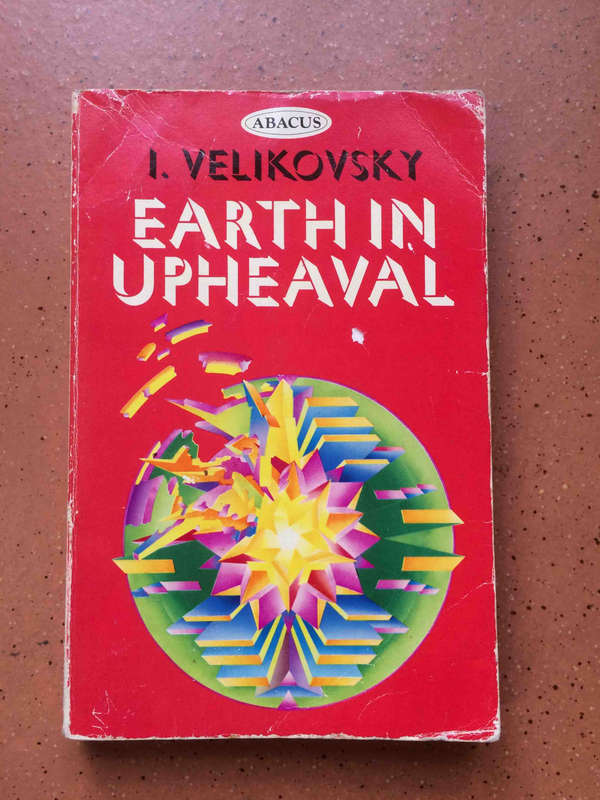 ABACUS
I. VELIKOVSKY
EARTH IN
UPHEAVAL